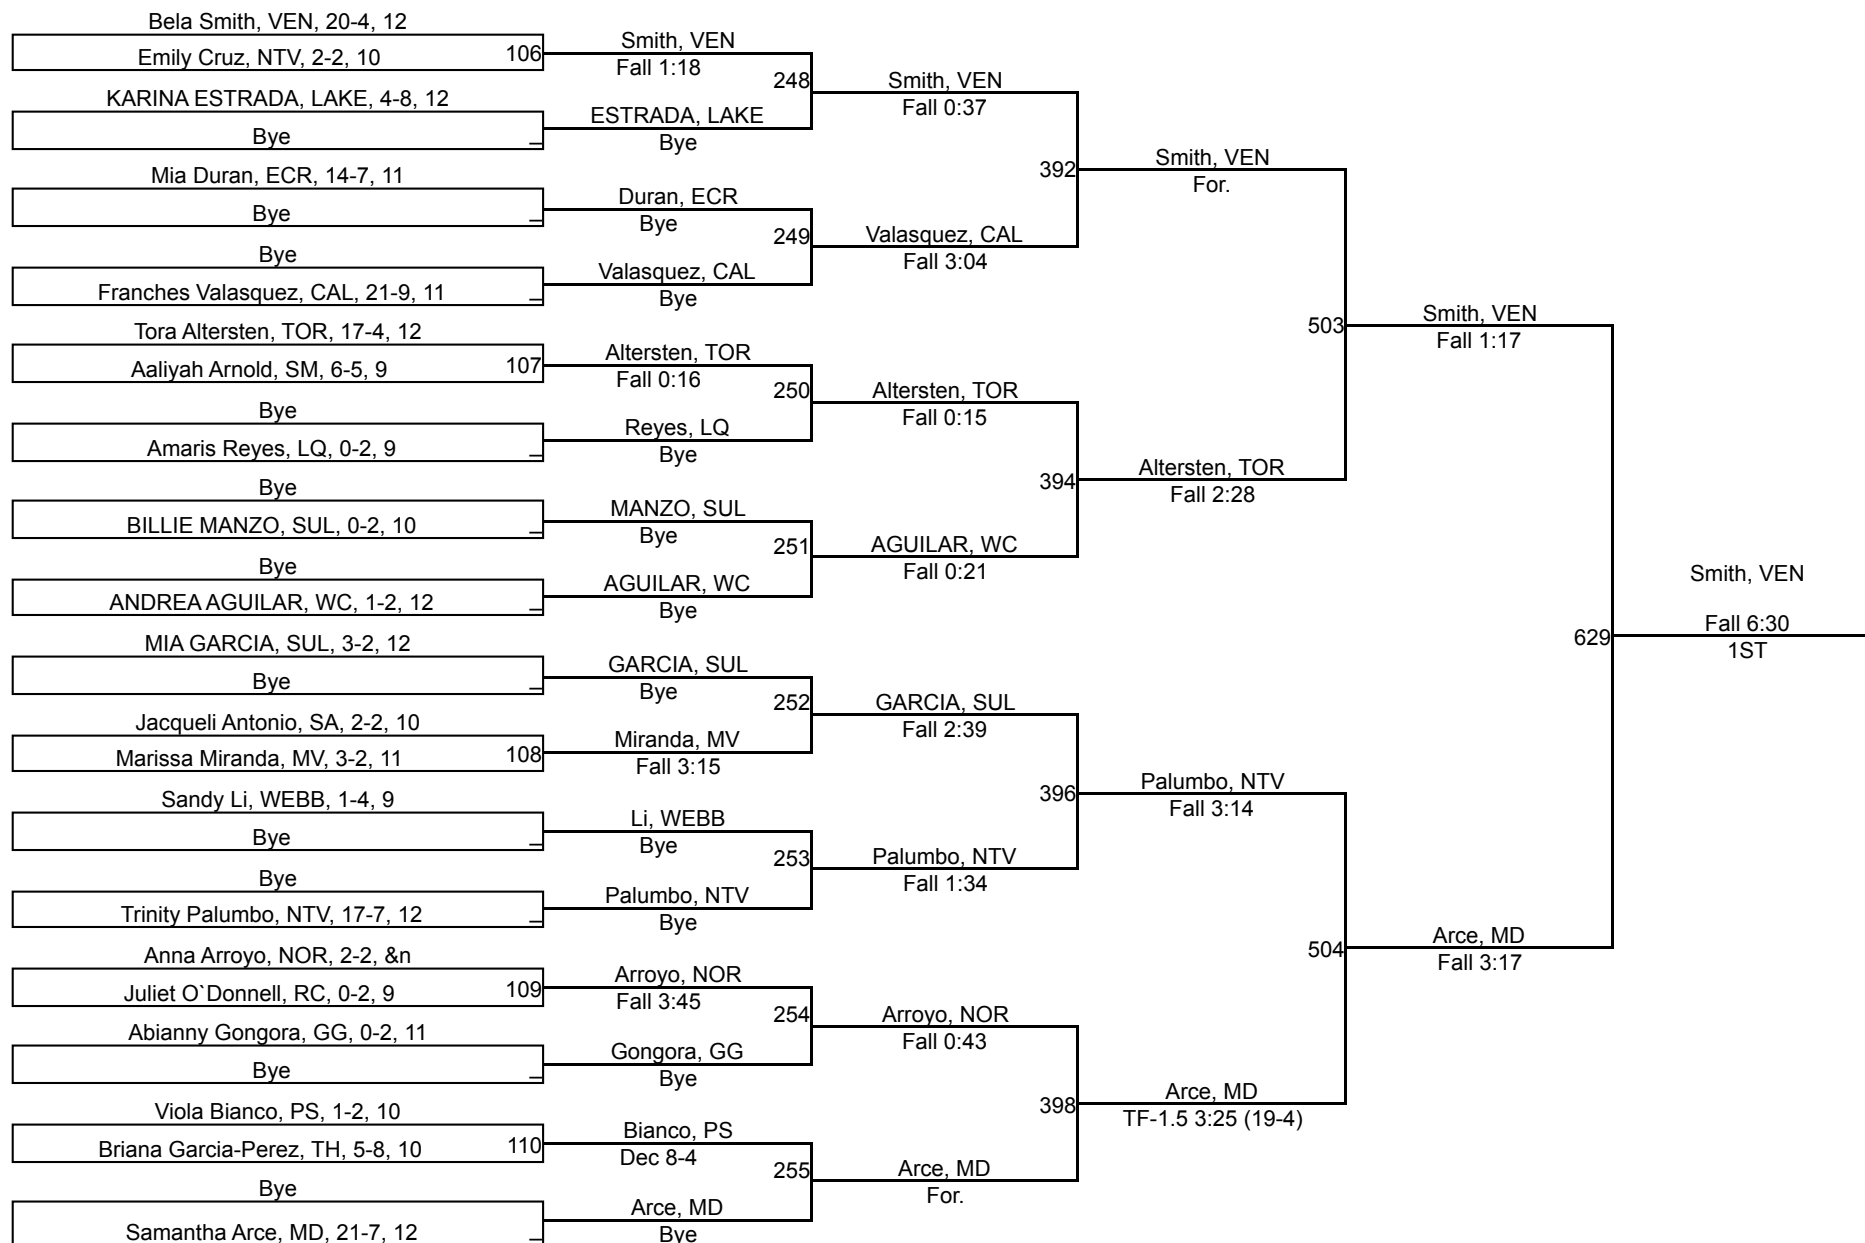 Bela Smith, VEN, 20-4, 12
Emily Cruz, NTV, 2-2, 10
106
KARINA ESTRADA, LAKE, 4-8, 12
Bye
_
Mia Duran, ECR, 14-7, 11
Bye
_
Bye
Franches Valasquez, CAL, 21-9, 11
_
Tora Altersten, TOR, 17-4, 12
Aaliyah Arnold, SM, 6-5, 9
107
Bye
Amaris Reyes, LQ, 0-2, 9
_
Bye
BILLIE MANZO, SUL, 0-2, 10
_
Bye
ANDREA AGUILAR, WC, 1-2, 12
_
MIA GARCIA, SUL, 3-2, 12
Bye
_
Jacqueli Antonio, SA, 2-2, 10
Marissa Miranda, MV, 3-2, 11
108
Sandy Li, WEBB, 1-4, 9
Bye
_
Bye
Trinity Palumbo, NTV, 17-7, 12
_
Anna Arroyo, NOR, 2-2, &n
Juliet O`Donnell, RC, 0-2, 9
109
Abianny Gongora, GG, 0-2, 11
Bye
_
Viola Bianco, PS, 1-2, 10
Briana Garcia-Perez, TH, 5-8, 10
110
Bye
Samantha Arce, MD, 21-7, 12
_
Smith, VEN
Fall 1:18
248
ESTRADA, LAKE
Bye
Duran, ECR
Bye
249
Valasquez, CAL
Bye
Altersten, TOR
Fall 0:16
250
Reyes, LQ
Bye
MANZO, SUL
Bye
251
AGUILAR, WC
Bye
GARCIA, SUL
Bye
252
Miranda, MV
Fall 3:15
Li, WEBB
Bye
253
Palumbo, NTV
Bye
Arroyo, NOR
Fall 3:45
254
Gongora, GG
Bye
Bianco, PS
Dec 8-4
255
Arce, MD
Bye
Smith, VEN
Fall 0:37
392
Valasquez, CAL
Fall 3:04
Altersten, TOR
Fall 0:15
394
AGUILAR, WC
Fall 0:21
GARCIA, SUL
Fall 2:39
396
Palumbo, NTV
Fall 1:34
Arroyo, NOR
Fall 0:43
398
Arce, MD
For.
Smith, VEN
For.
503
Altersten, TOR
Fall 2:28
Palumbo, NTV
Fall 3:14
504
Arce, MD
TF-1.5 3:25 (19-4)
Smith, VEN
Fall 1:17
629
Arce, MD
Fall 3:17
Smith, VEN
Fall 6:30
1ST